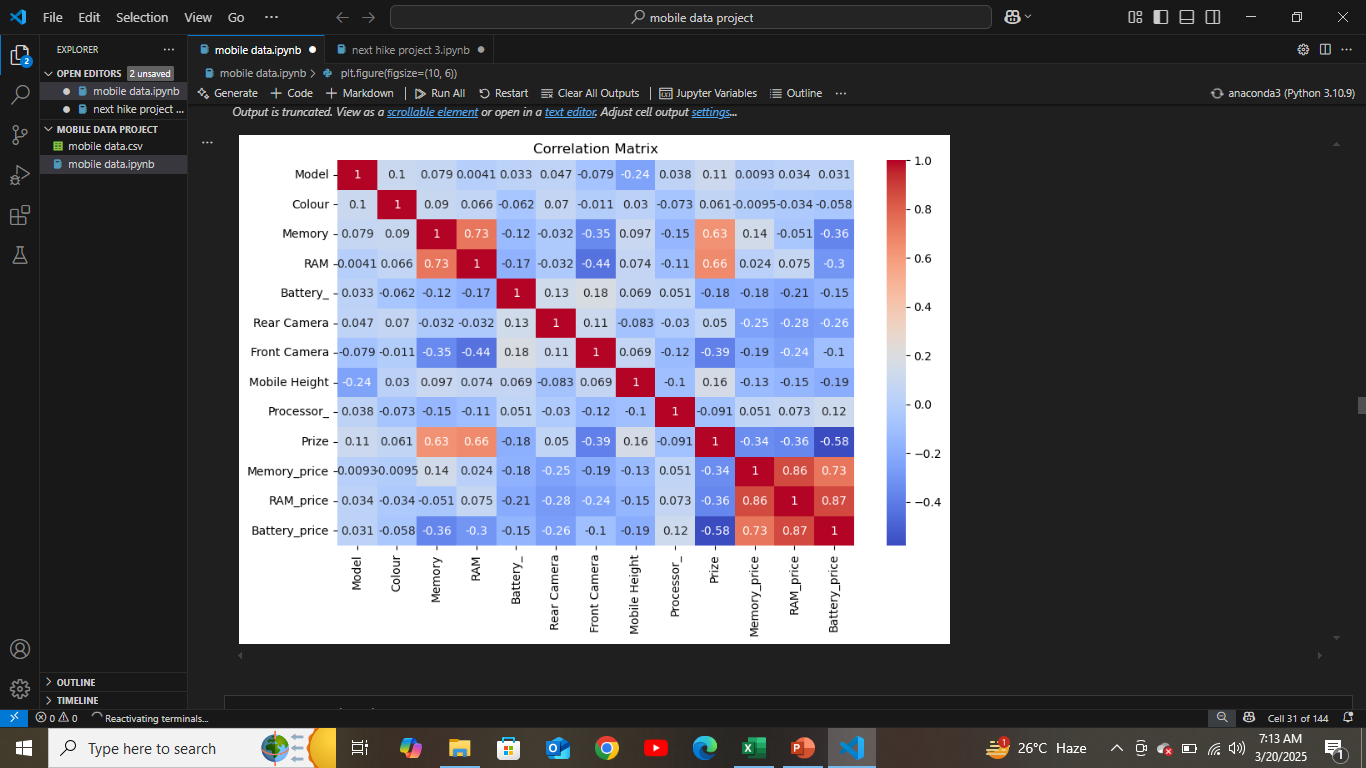 File Edit Selection View Go ··· mobile data project
EXPLORER ···
OPEN EDITORS 2 unsaved
mobile data.ipynb
next hike project ...
MOBILE DATA PROJECT
mobile data.csv
mobile data.ipynb
OUTLINE
TIMELINE
mobile data.ipynb next hike project 3.ipynb
mobile data.ipynb > plt.figure(figsize=(10, 6))
Generate + Code + Markdown Run All Restart Clear All Outputs Jupyter Variables Outline ··· anaconda3 (Python 3.10.9)
Output is truncated. View as a scrollable element or open in a text editor. Adjust cell output settings...
Correlation Matrix
Model 1 0.1 0.079 0.0041 0.033 0.047 -0.079 -0.24 0.038 0.11 0.0093 0.034 0.031
Colour 0.1 1 0.09 0.066 -0.062 0.07 -0.011 0.03 -0.073 0.061 -0.0095 -0.034 -0.058
Memory 0.079 0.09 1 0.73 -0.12 -0.032 -0.35 0.097 -0.15 0.63 0.14 -0.051 -0.36
RAM 0.0041 0.066 0.73 1 -0.17 -0.032 -0.44 0.074 -0.11 0.66 0.024 0.075 -0.3
Battery_ 0.033 -0.062 -0.12 -0.17 1 0.13 0.18 0.069 0.051 -0.18 -0.18 -0.21 -0.15
Rear Camera 0.047 0.07 -0.032 -0.032 0.13 1 0.11 -0.083 -0.03 0.05 -0.25 -0.28 -0.26
Front Camera -0.079 -0.011 -0.35 -0.44 0.18 0.11 1 0.069 -0.12 -0.39 -0.19 -0.24 -0.1
Mobile Height -0.24 0.03 0.097 0.074 0.069 -0.083 0.069 1 -0.1 0.16 -0.13 -0.15 -0.19
Processor_ 0.038 -0.073 -0.15 -0.11 0.051 -0.03 -0.12 -0.1 1 -0.091 0.051 0.073 0.12
Prize 0.11 0.061 0.63 0.66 -0.18 0.05 -0.39 0.16 -0.091 1 -0.34 -0.36 -0.58
Memory_price 0.0093 -0.0095 0.14 0.024 -0.18 -0.25 -0.19 -0.13 0.051 -0.34 1 0.86 0.73
RAM_price 0.034 -0.034 -0.051 0.075 -0.21 -0.28 -0.24 -0.15 0.073 -0.36 0.86 1 0.87
Battery_price 0.031 -0.058 -0.36 -0.3 -0.15 -0.26 -0.1 -0.19 0.12 -0.58 0.73 0.87 1
Model Colour Memory RAM Battery_ Rear Camera Front Camera Mobile Height Processor_ Prize Memory_price RAM_price Battery_price
1.0
0.8
0.6
0.4
0.2
0.0
−0.2
−0.4
0 0 Reactivating terminals... Cell 31 of 144
Type here to search 26°C Haze 7:13 AM
3/20/2025